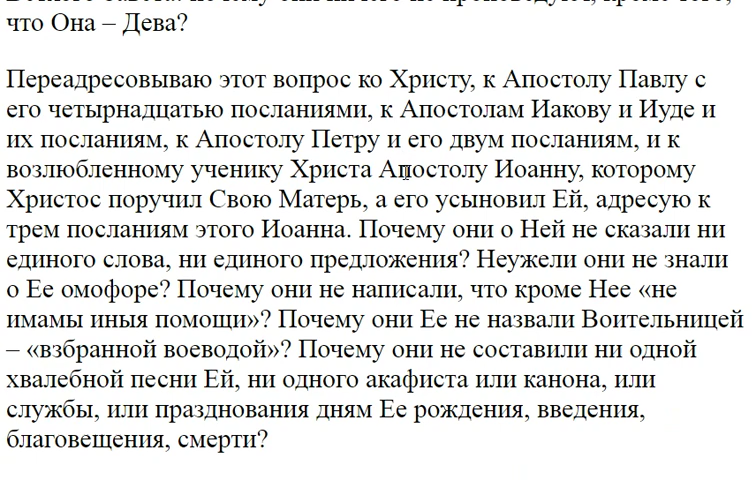 что Она – Дева?
Переадресовываю этот вопрос ко Христу, к Апостолу Павлу с
его четырнадцатью посланиями, к Апостолам Иакову и Иуде и
их посланиям, к Апостолу Петру и его двум посланиям, и к
возлюбленному ученику Христа Апостолу Иоанну, которому
Христос поручил Свою Матерь, а его усыновил Ей, адресую к
трем посланиям этого Иоанна. Почему они о Ней не сказали ни
единого слова, ни единого предложения? Неужели они не знали
о Ее омофоре? Почему они не написали, что кроме Нее «не
имамы иныя помощи»? Почему они Ее не назвали Воительницей
– «взбранной воеводой»? Почему они не составили ни одной
хвалебной песни Ей, ни одного акафиста или канона, или
службы, или празднования дням Ее рождения, введения,
благовещения, смерти?